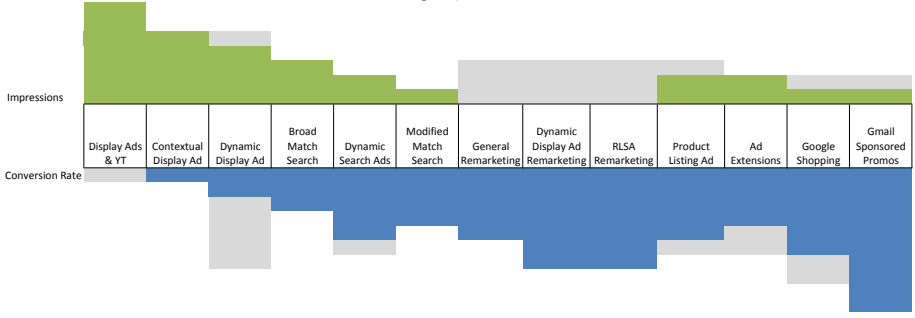 Impressions
Display Ads
& YT
Contextual
Display Ad
Dynamic
Display Ad
Broad
Match
Search
Dynamic
Search Ads
Modified
Match
Search
General
Remarketing
Dynamic
Display Ad
Remarketing
RLSA
Remarketing
Product
Listing Ad
Ad
Extensions
Google
Shopping
Gmail
Sponsored
Promos
Conversion Rate